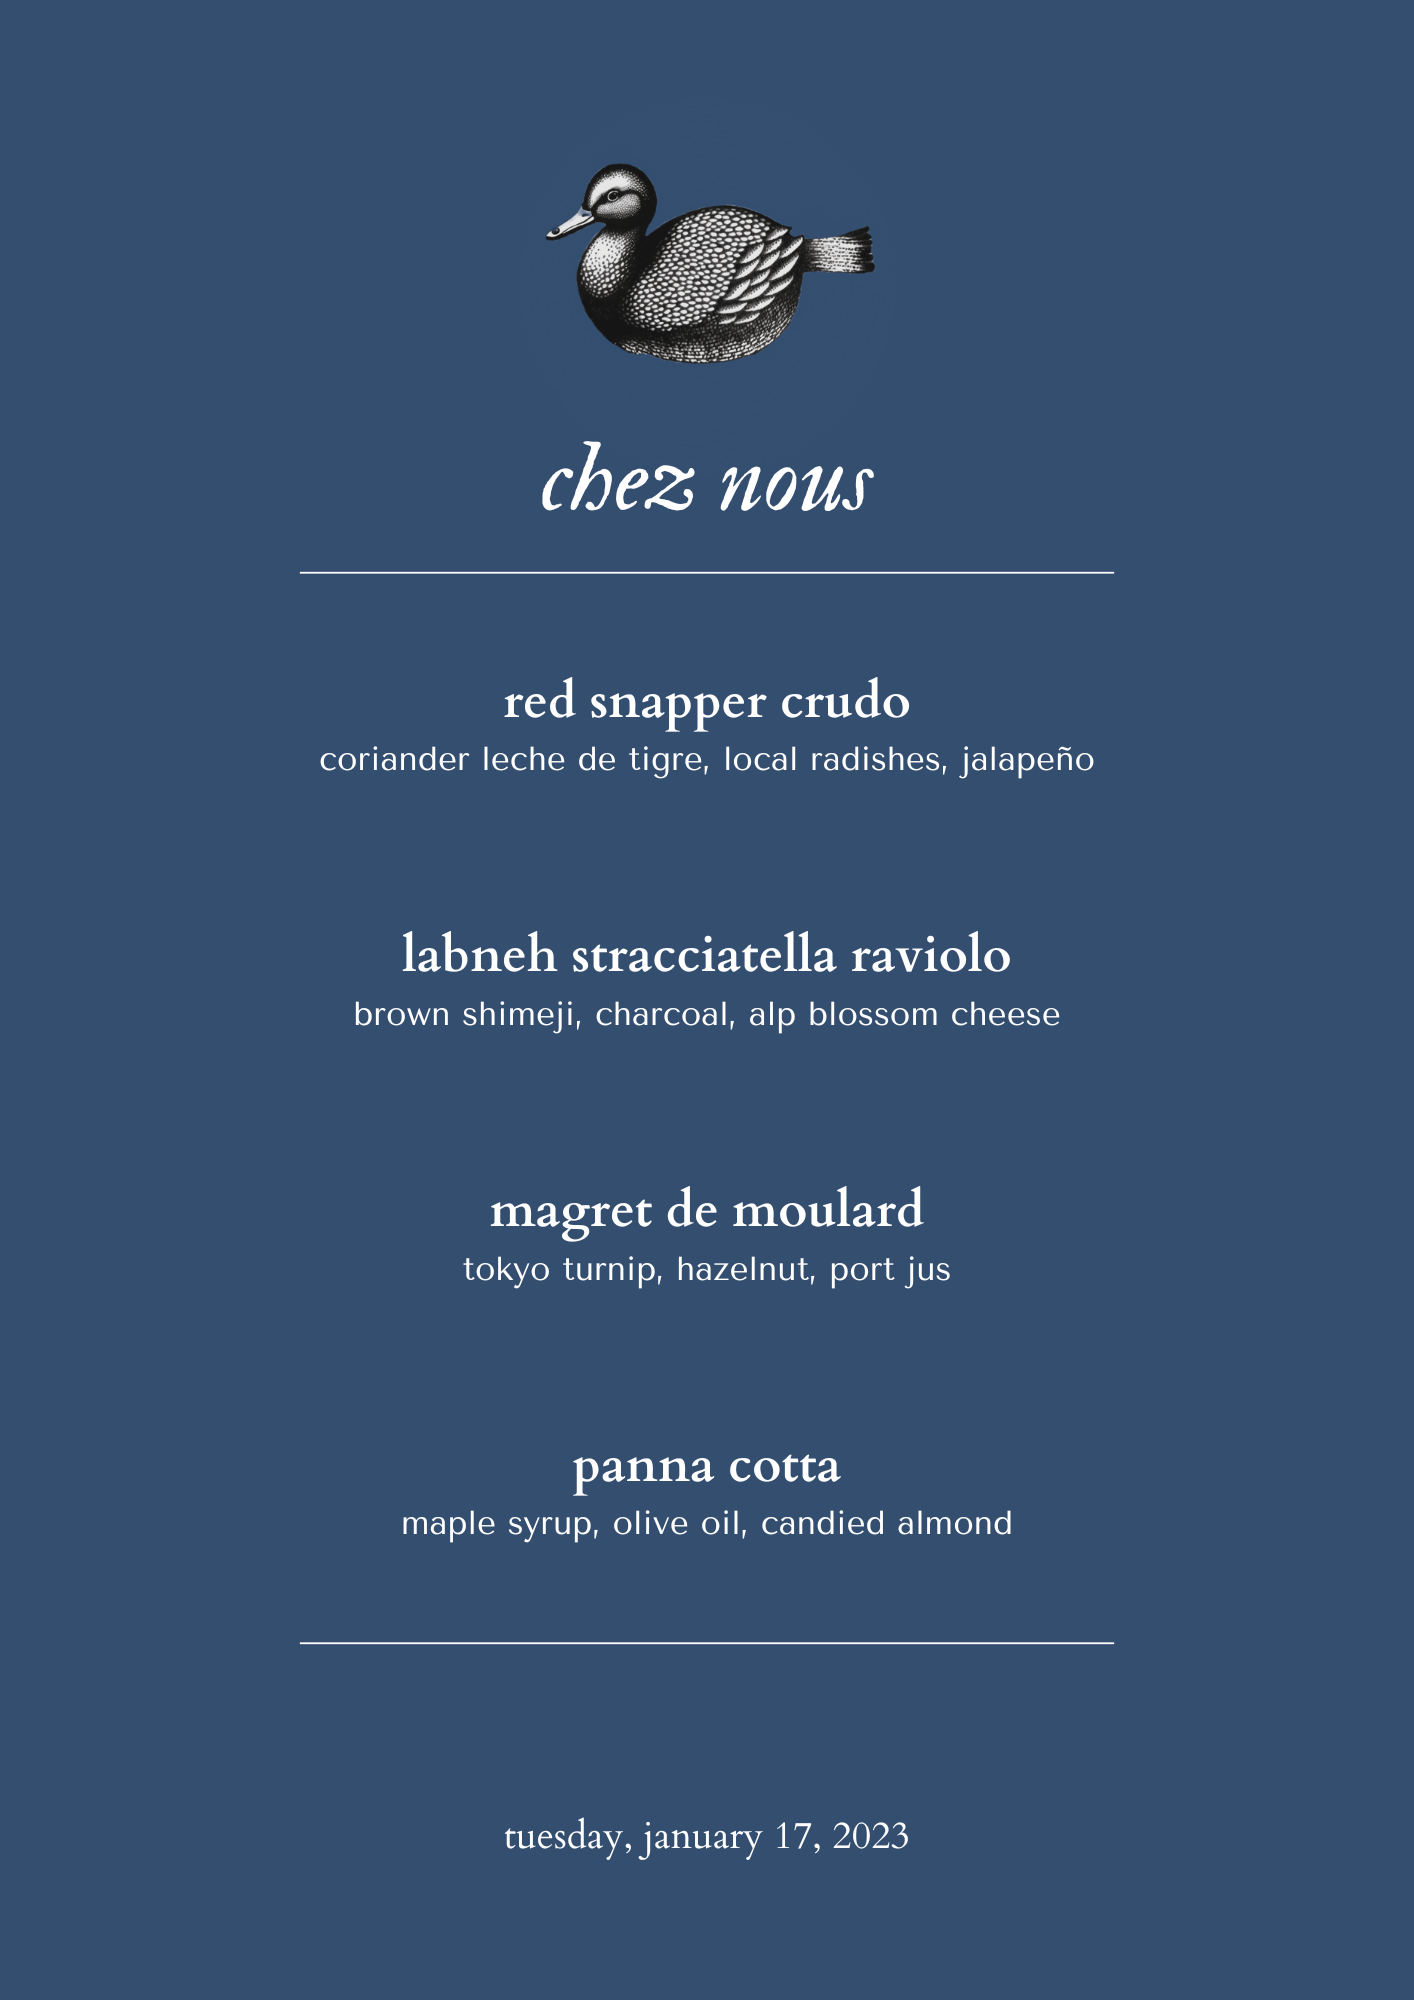 chez nous
red snapper crudo
coriander leche de tigre, local radishes, jalapeño
labneh stracciatella raviolo
brown shimeji, charcoal, alp blossom cheese
magret de moulard
tokyo turnip, hazelnut, port jus
panna cotta
maple syrup, olive oil, candied almond
tuesday, january 17, 2023